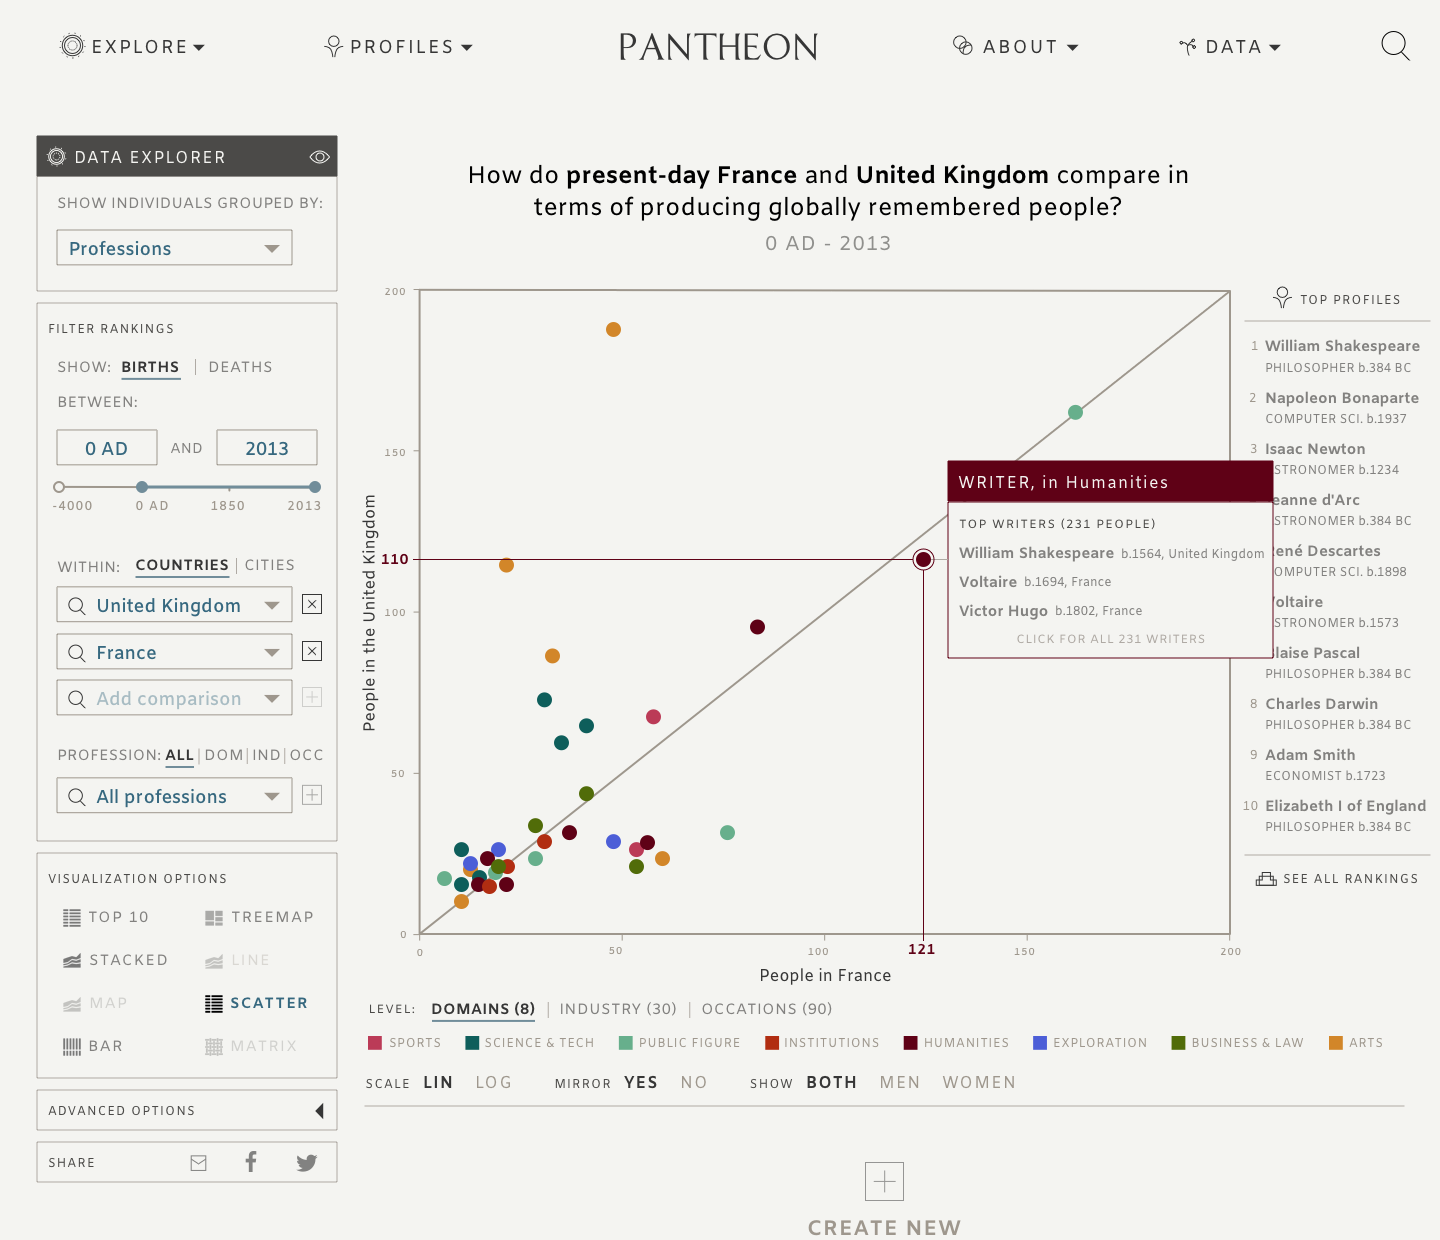 EXPLORE
PROFILES
PANTHEON
ABOUT
DATA
DATA EXPLORER
SHOW INDIVIDUALS GROUPED BY:
Professions
FILTER RANKINGS
SHOW: BIRTHS | DEATHS
BETWEEN:
0 AD AND 2013
-4000 0 AD 1850 2013
WITHIN: COUNTRIES | CITIES
United Kingdom
France
Add comparison
PROFESSION: ALL | DOM | IND | OCC
All professions
VISUALIZATION OPTIONS
TOP 10
TREEMAP
STACKED
LINE
MAP
SCATTER
BAR
MATRIX
ADVANCED OPTIONS
SHARE
How do present-day France and United Kingdom compare in
terms of producing globally remembered people?
0 AD - 2013
People in the United Kingdom
200
150
110
100
50
0
0 50 100 121 150 200
People in France
WRITER, in Humanities
TOP WRITERS (231 PEOPLE)
William Shakespeare b.1564, United Kingdom
Voltaire b.1694, France
Victor Hugo b.1802, France
CLICK FOR ALL 231 WRITERS
TOP PROFILES
1 William Shakespeare
PHILOSOPHER b.384 BC
2 Napoleon Bonaparte
COMPUTER SCI. b.1937
3 Isaac Newton
STRONOMER b.1234
eanne d'Arc
STRONOMER b.384 BC
ené Descartes
OMPUTER SCI. b.1898
oltaire
STRONOMER b.1573
laise Pascal
PHILOSOPHER b.384 BC
8 Charles Darwin
PHILOSOPHER b.384 BC
9 Adam Smith
ECONOMIST b.1723
10 Elizabeth I of England
PHILOSOPHER b.384 BC
SEE ALL RANKINGS
LEVEL: DOMAINS (8) | INDUSTRY (30) | OCCATIONS (90)
SPORTS SCIENCE & TECH PUBLIC FIGURE INSTITUTIONS HUMANITIES EXPLORATION BUSINESS & LAW ARTS
SCALE LIN LOG MIRROR YES NO SHOW BOTH MEN WOMEN
CREATE NEW